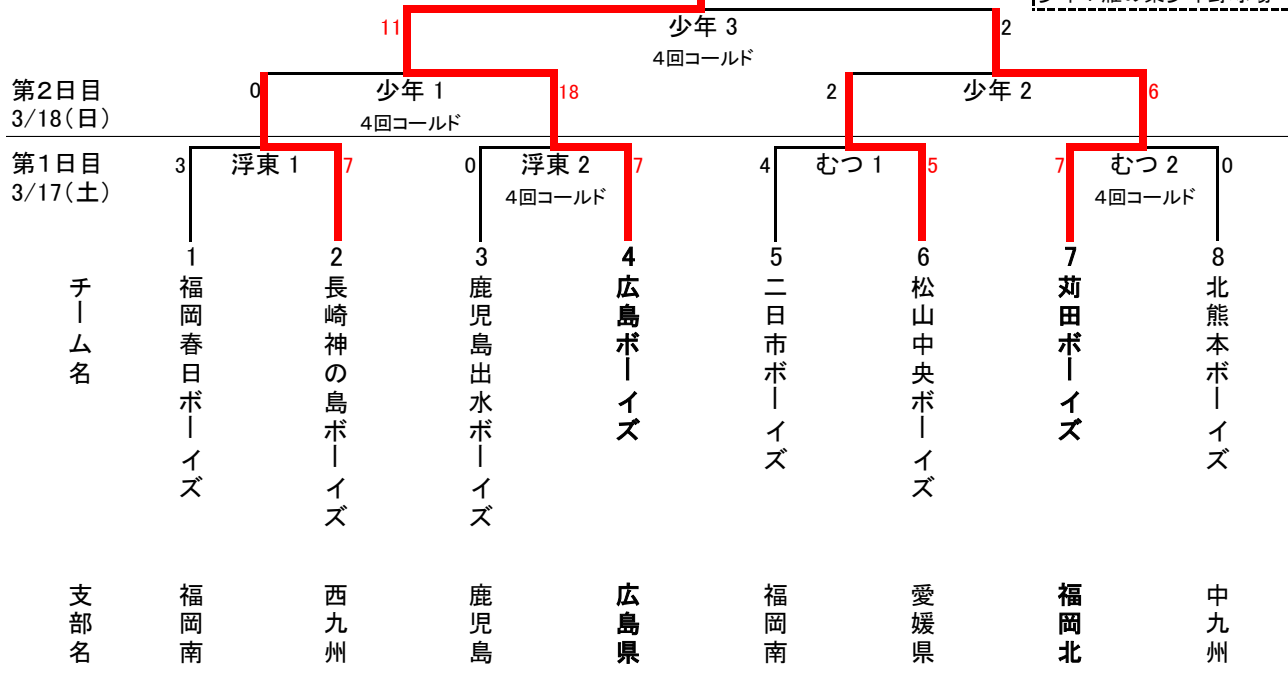 11
少年 3
2
4回コールド
第2日目
3/18(日)
0
少年 1
18
4回コールド
2
少年 2
6
第1日目
3/17(土)
3
浮東 1
7
0
浮東 2
7
4回コールド
4
むつ 1
5
7
むつ 2
0
4回コールド
1
2
3
4
5
6
7
8
チーム名
福岡春日ボーイズ
長崎神の島ボーイズ
鹿児島出水ボーイズ
広島ボーイズ
二日市ボーイズ
松山中央ボーイズ
苅田ボーイズ
北熊本ボーイズ
支部名
福岡南
西九州
鹿児島
広島県
福岡南
愛媛県
福岡北
中九州